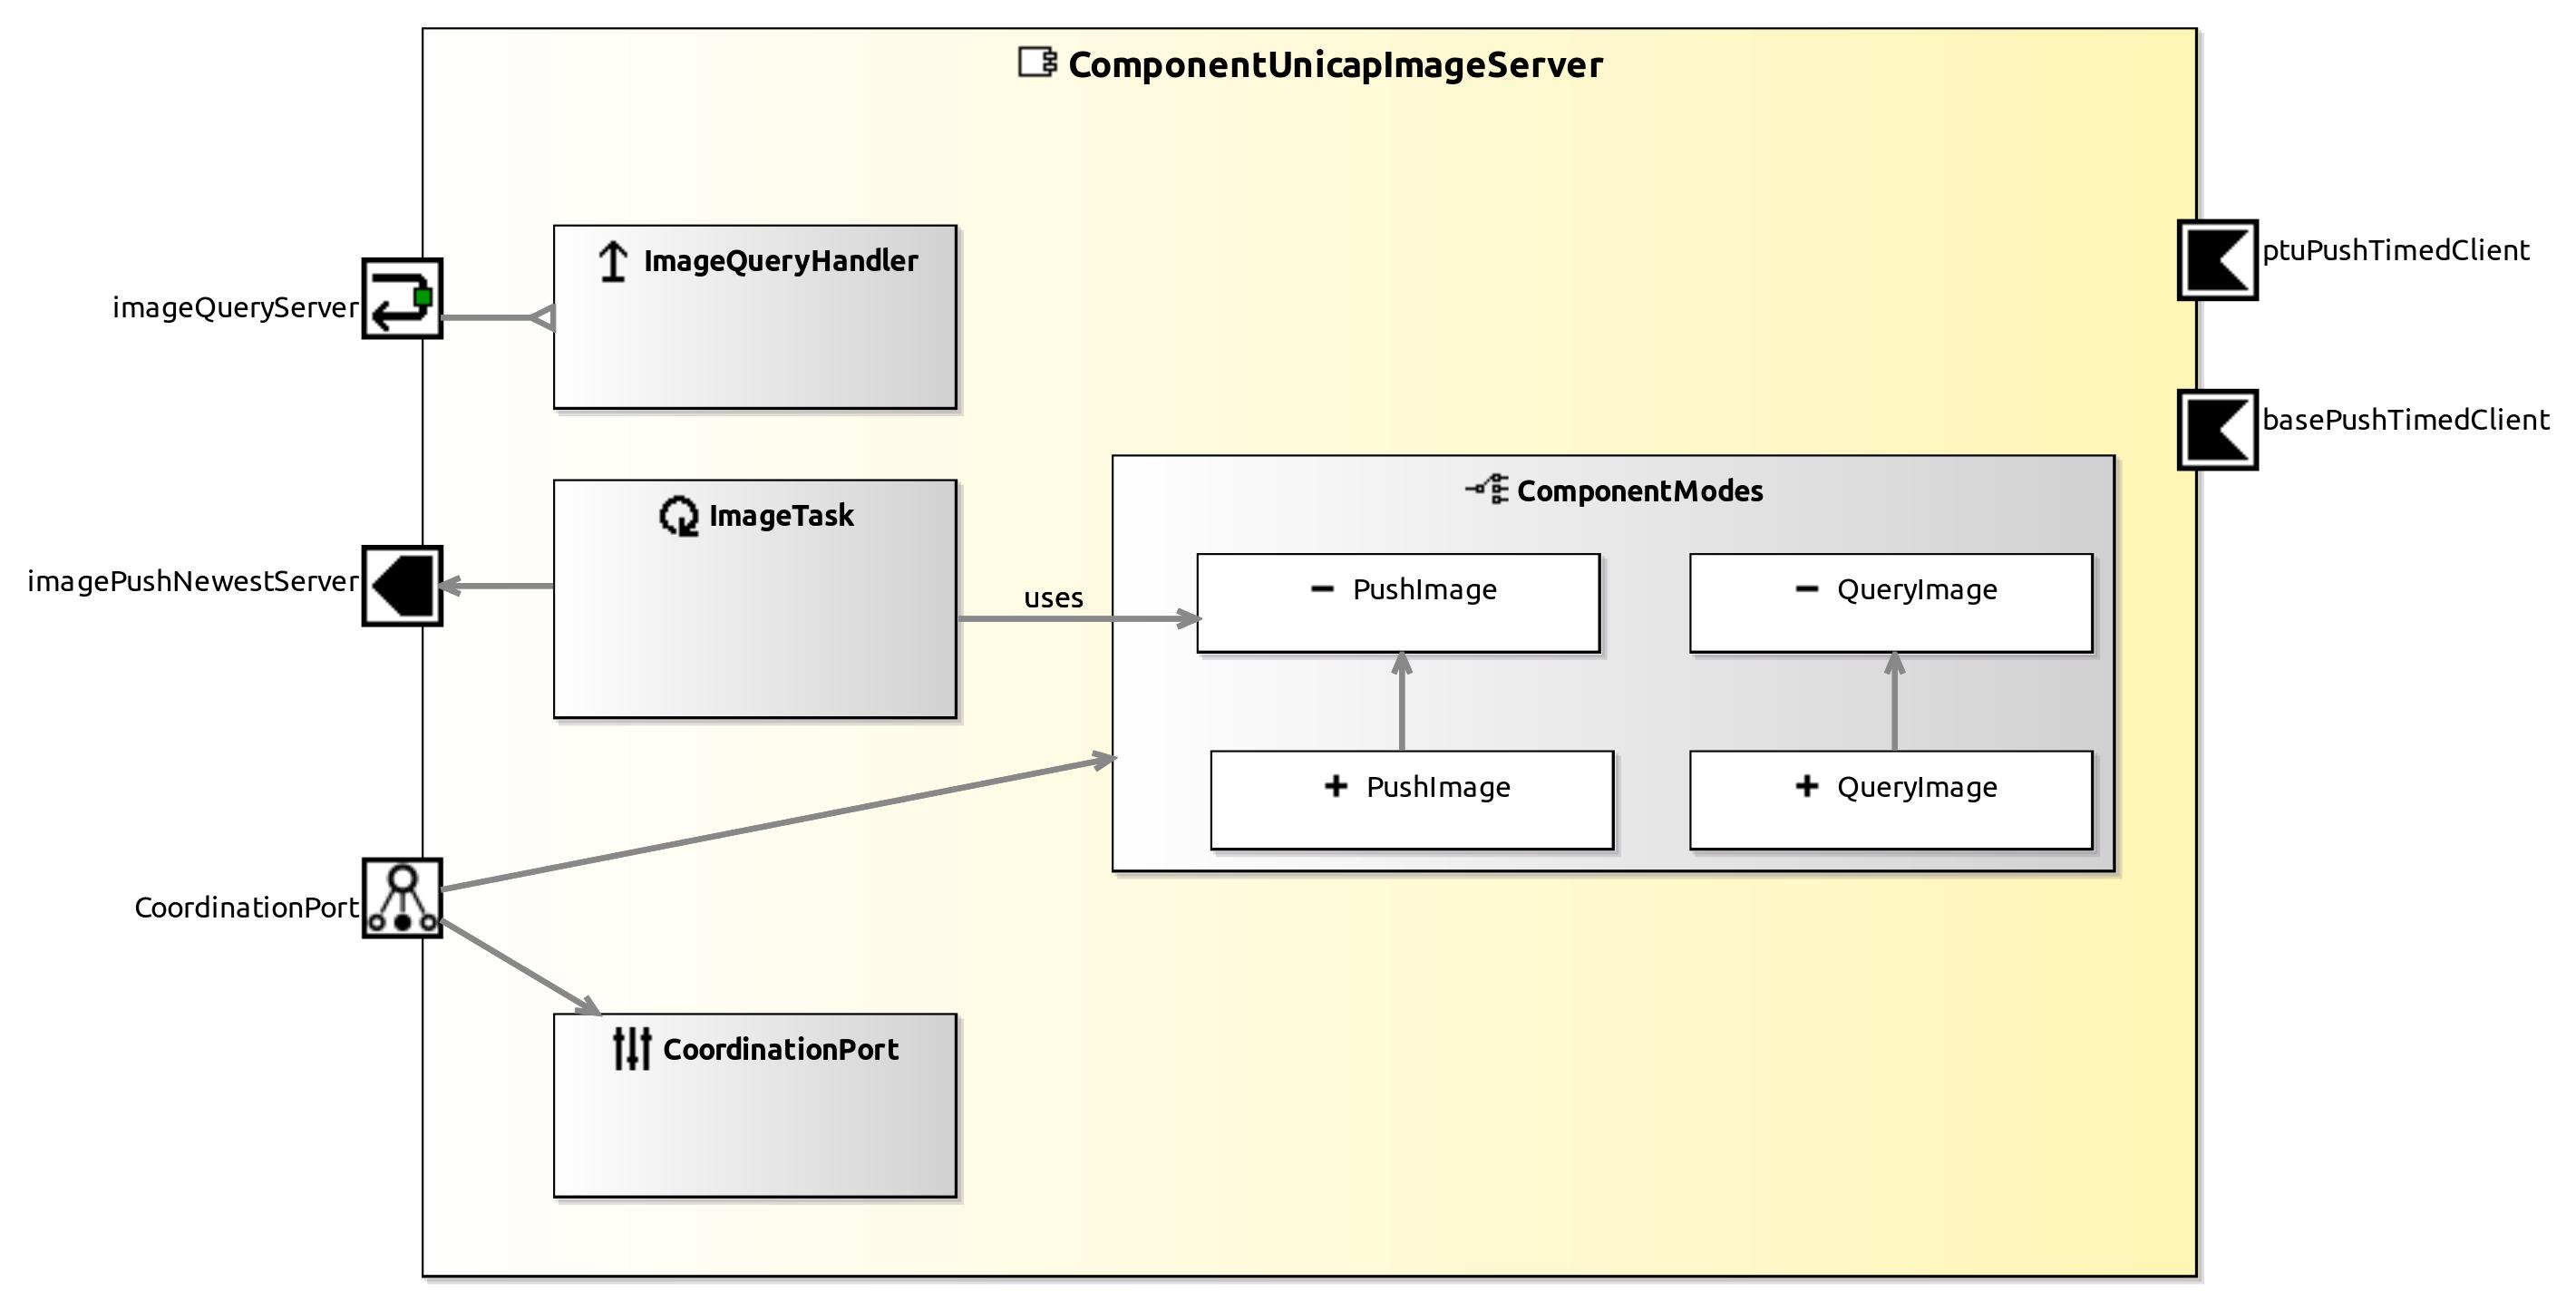 ComponentUnicapImageServer
imageQueryServer
ImageQueryHandler
ptuPushTimedClient
basePushTimedClient
imagePushNewestServer
ImageTask
uses
ComponentModes
PushImage
QueryImage
PushImage
QueryImage
CoordinationPort
CoordinationPort